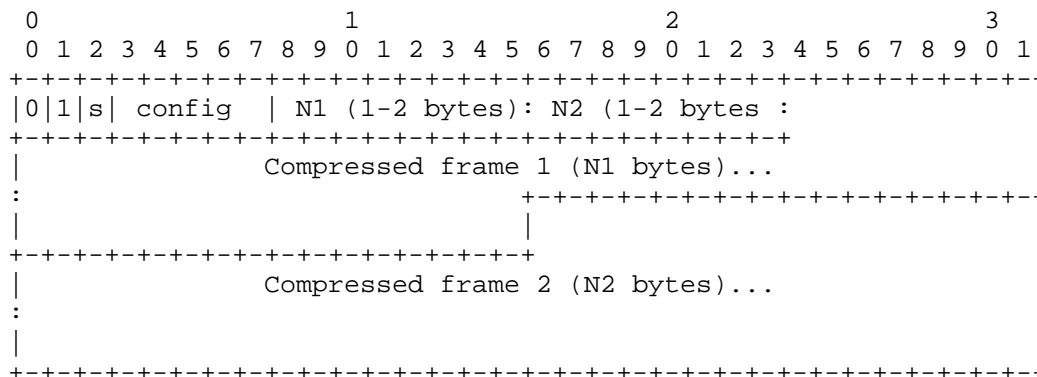 0                   1                   2                   3
 0 1 2 3 4 5 6 7 8 9 0 1 2 3 4 5 6 7 8 9 0 1 2 3 4 5 6 7 8 9 0 1
+-+-+-+-+-+-+-+-+-+-+-+-+-+-+-+-+-+-+-+-+-+-+-+-+-+-+-+-+-+-+-+-
|0|1|s| config  | N1 (1-2 bytes): N2 (1-2 bytes :
+-+-+-+-+-+-+-+-+-+-+-+-+-+-+-+-+-+-+-+-+-+-+-+-+
|               Compressed frame 1 (N1 bytes)...
:                               +-+-+-+-+-+-+-+-+-+-+-+-+-+-+-+-+-
|                               |
+-+-+-+-+-+-+-+-+-+-+-+-+-+-+-+-+
|               Compressed frame 2 (N2 bytes)...
:
|
+-+-+-+-+-+-+-+-+-+-+-+-+-+-+-+-+-+-+-+-+-+-+-+-+-+-+-+-+-+-+-+-